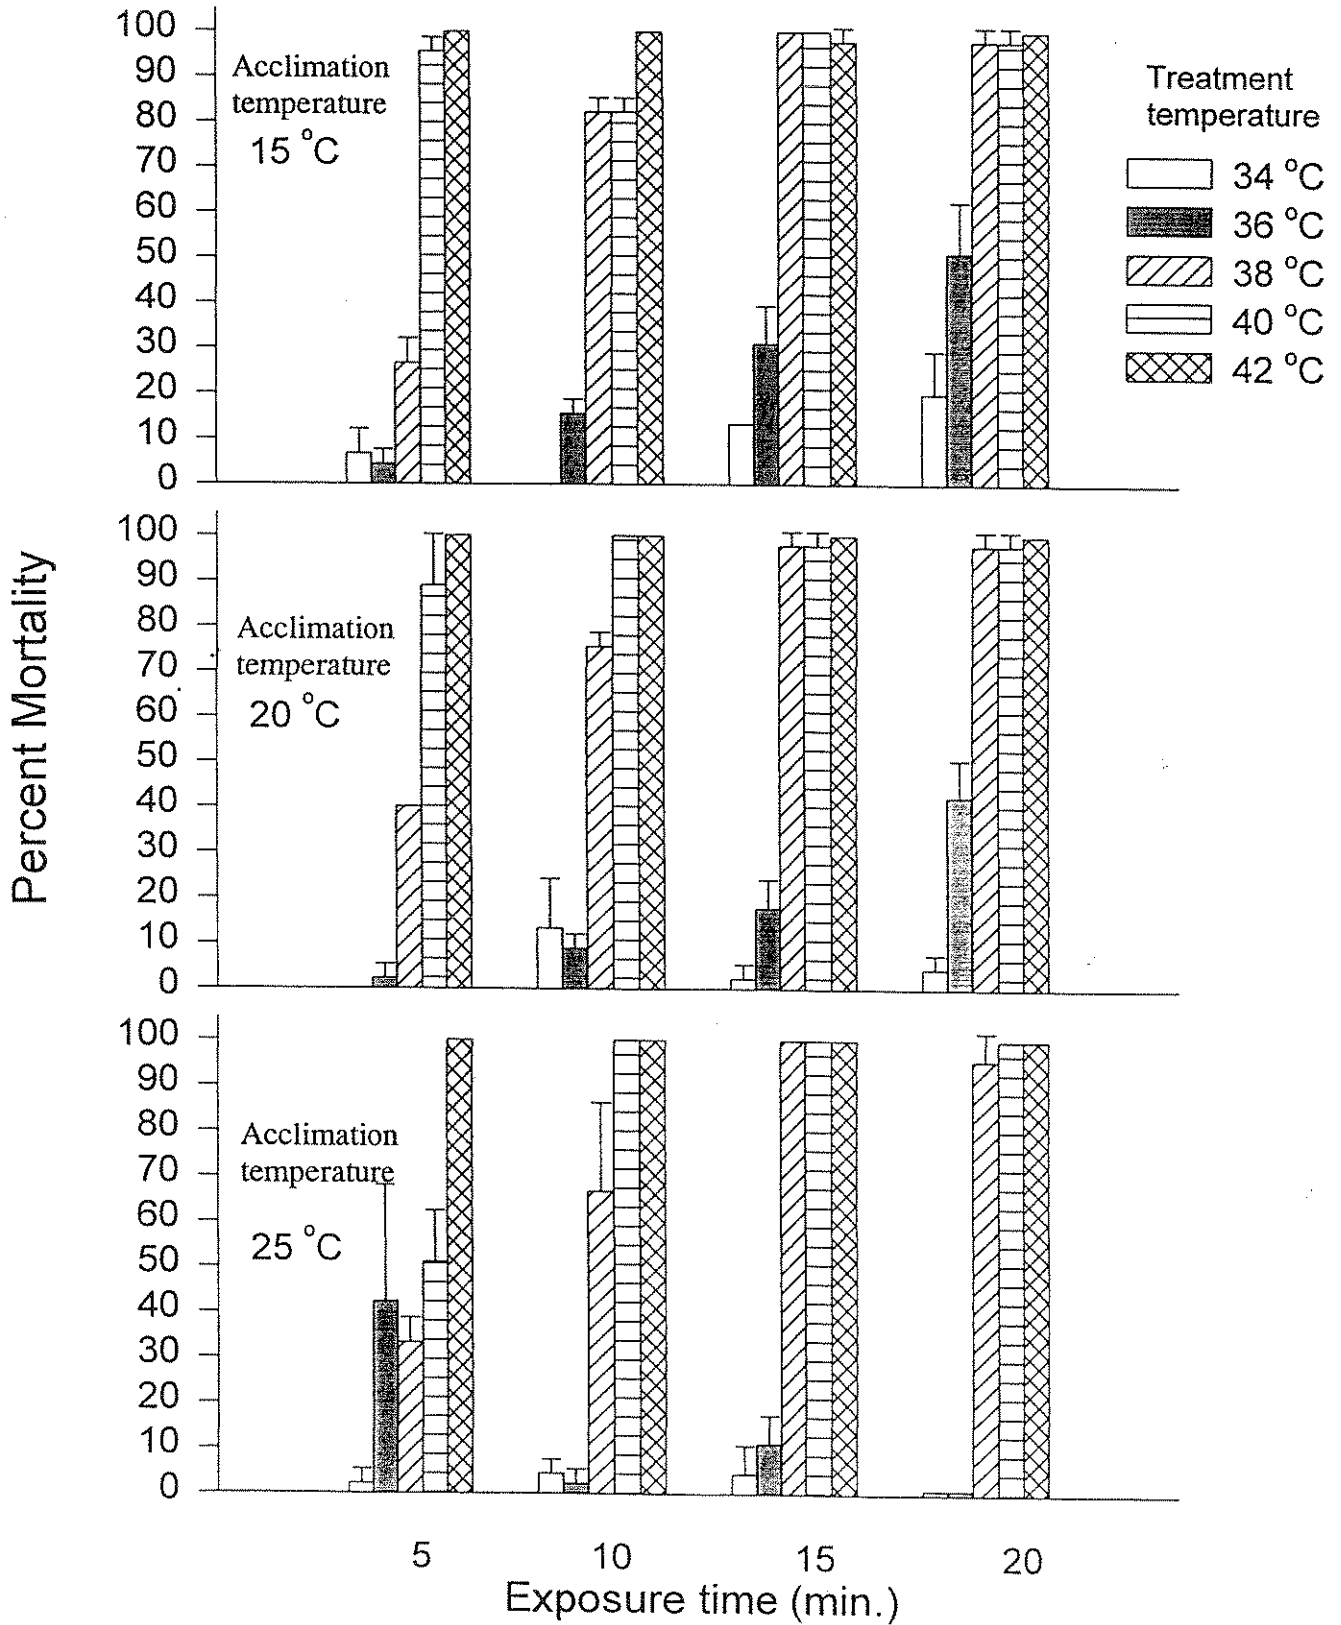 Percent Mortality
100
90
80
70
60
50
40
30
20
10
0
Acclimation
temperature
15 °C
100
90
80
70
60
50
40
30
20
10
0
Acclimation
temperature
20 °C
100
90
80
70
60
50
40
30
20
10
0
Acclimation
temperature
25 °C
5 10 15 20
Exposure time (min.)
Treatment
temperature
34 °C
36 °C
38 °C
40 °C
42 °C